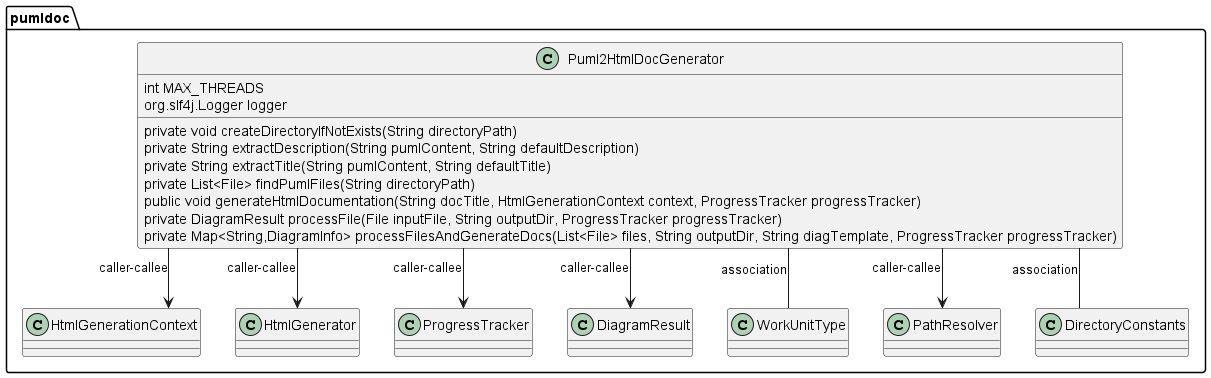 pumldoc
C Puml2HtmlDocGenerator
int MAX_THREADS
org.slf4j.Logger logger
private void createDirectoryIfNotExists(String directoryPath)
private String extractDescription(String pumlContent, String defaultDescription)
private String extractTitle(String pumlContent, String defaultTitle)
private List<File> findPumlFiles(String directoryPath)
public void generateHtmlDocumentation(String docTitle, HtmlGenerationContext context, ProgressTracker progressTracker)
private DiagramResult processFile(File inputFile, String outputDir, ProgressTracker progressTracker)
private Map<String,DiagramInfo> processFilesAndGenerateDocs(List<File> files, String outputDir, String diagTemplate, ProgressTracker progressTracker)
caller-callee
caller-callee
caller-callee
caller-callee
association
caller-callee
association
C HtmlGenerationContext
C HtmlGenerator
C ProgressTracker
C DiagramResult
C WorkUnitType
C PathResolver
C DirectoryConstants